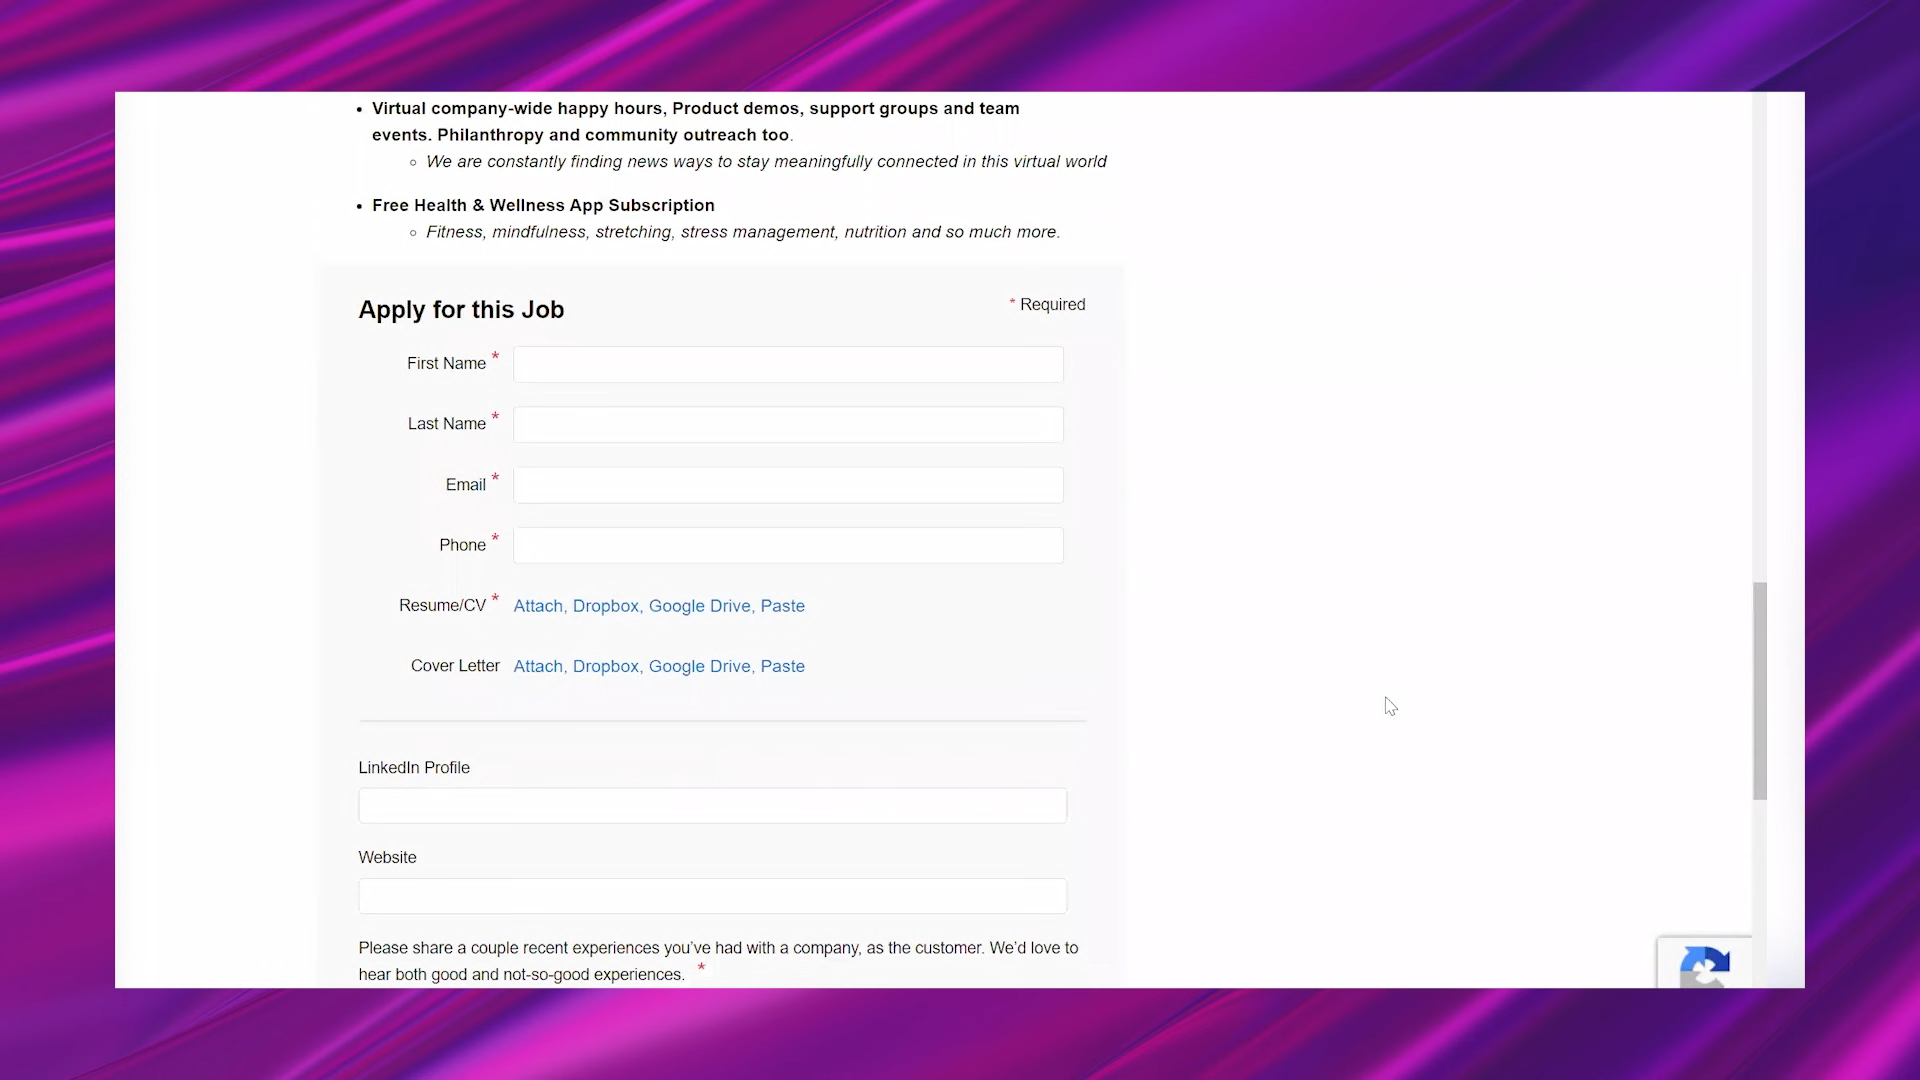 Virtual company-wide happy hours, Product demos, support groups and team
events. Philanthropy and community outreach too.
We are constantly finding news ways to stay meaningfully connected in this virtual world
Free Health & Wellness App Subscription
Fitness, mindfulness, stretching, stress management, nutrition and so much more.
Apply for this Job
* Required
First Name *
Last Name *
Email *
Phone *
Resume/CV * Attach, Dropbox, Google Drive, Paste
Cover Letter Attach, Dropbox, Google Drive, Paste
LinkedIn Profile
Website
Please share a couple recent experiences you’ve had with a company, as the customer. We’d love to
hear both good and not-so-good experiences. *